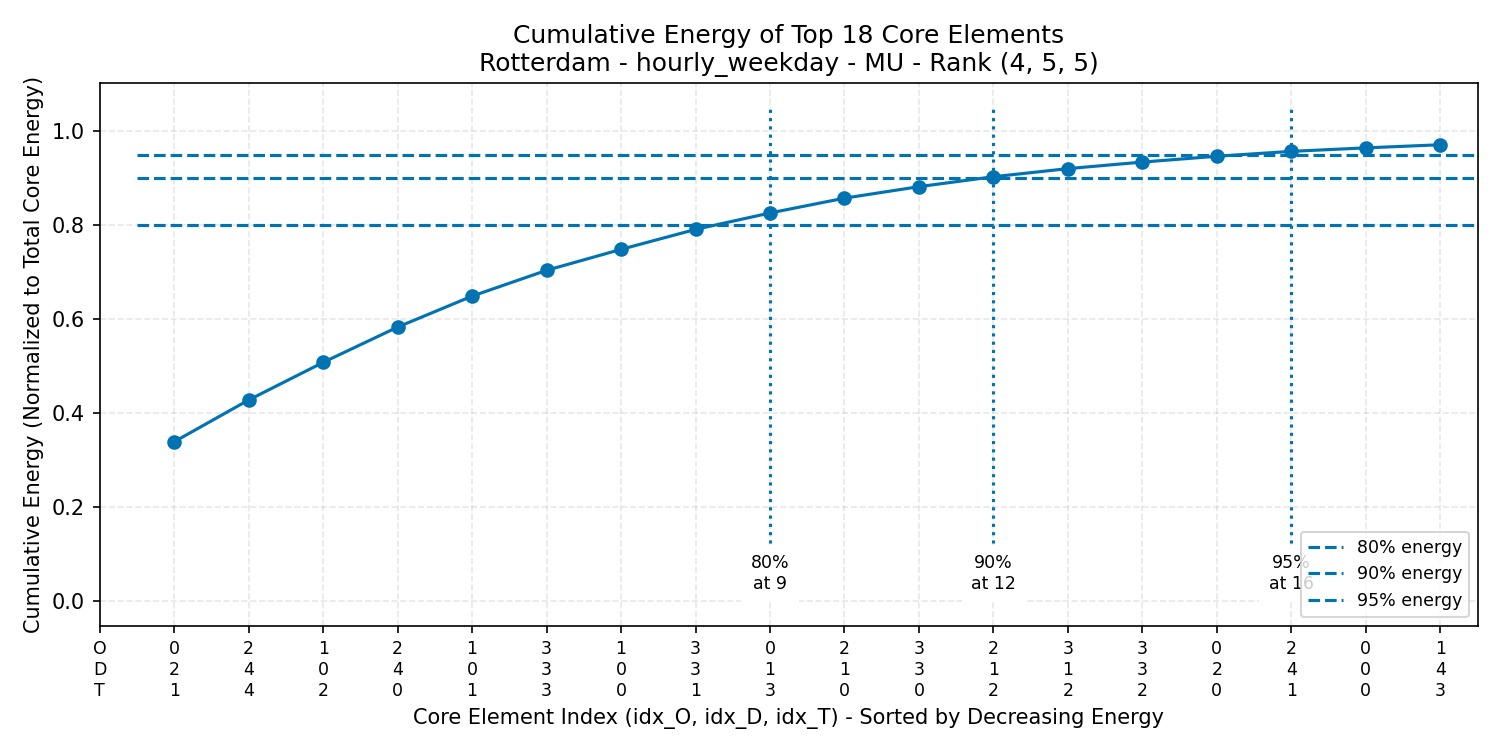 Cumulative Energy of Top 18 Core Elements
Rotterdam - hourly_weekday - MU - Rank (4, 5, 5)
Cumulative Energy (Normalized to Total Core Energy)
1.0
0.8
0.6
0.4
0.2
0.0
80%
at 9
90%
at 12
95%
at 16
80% energy
90% energy
95% energy
O 0 2 1 2 1 3 1 3 0 2 3 2 3 3 0 2 0 1
D 2 4 0 4 0 3 0 3 1 1 3 1 1 3 2 4 0 4
T 1 4 2 0 1 3 0 1 3 0 0 2 2 2 0 1 0 3
Core Element Index (idx_O, idx_D, idx_T) - Sorted by Decreasing Energy